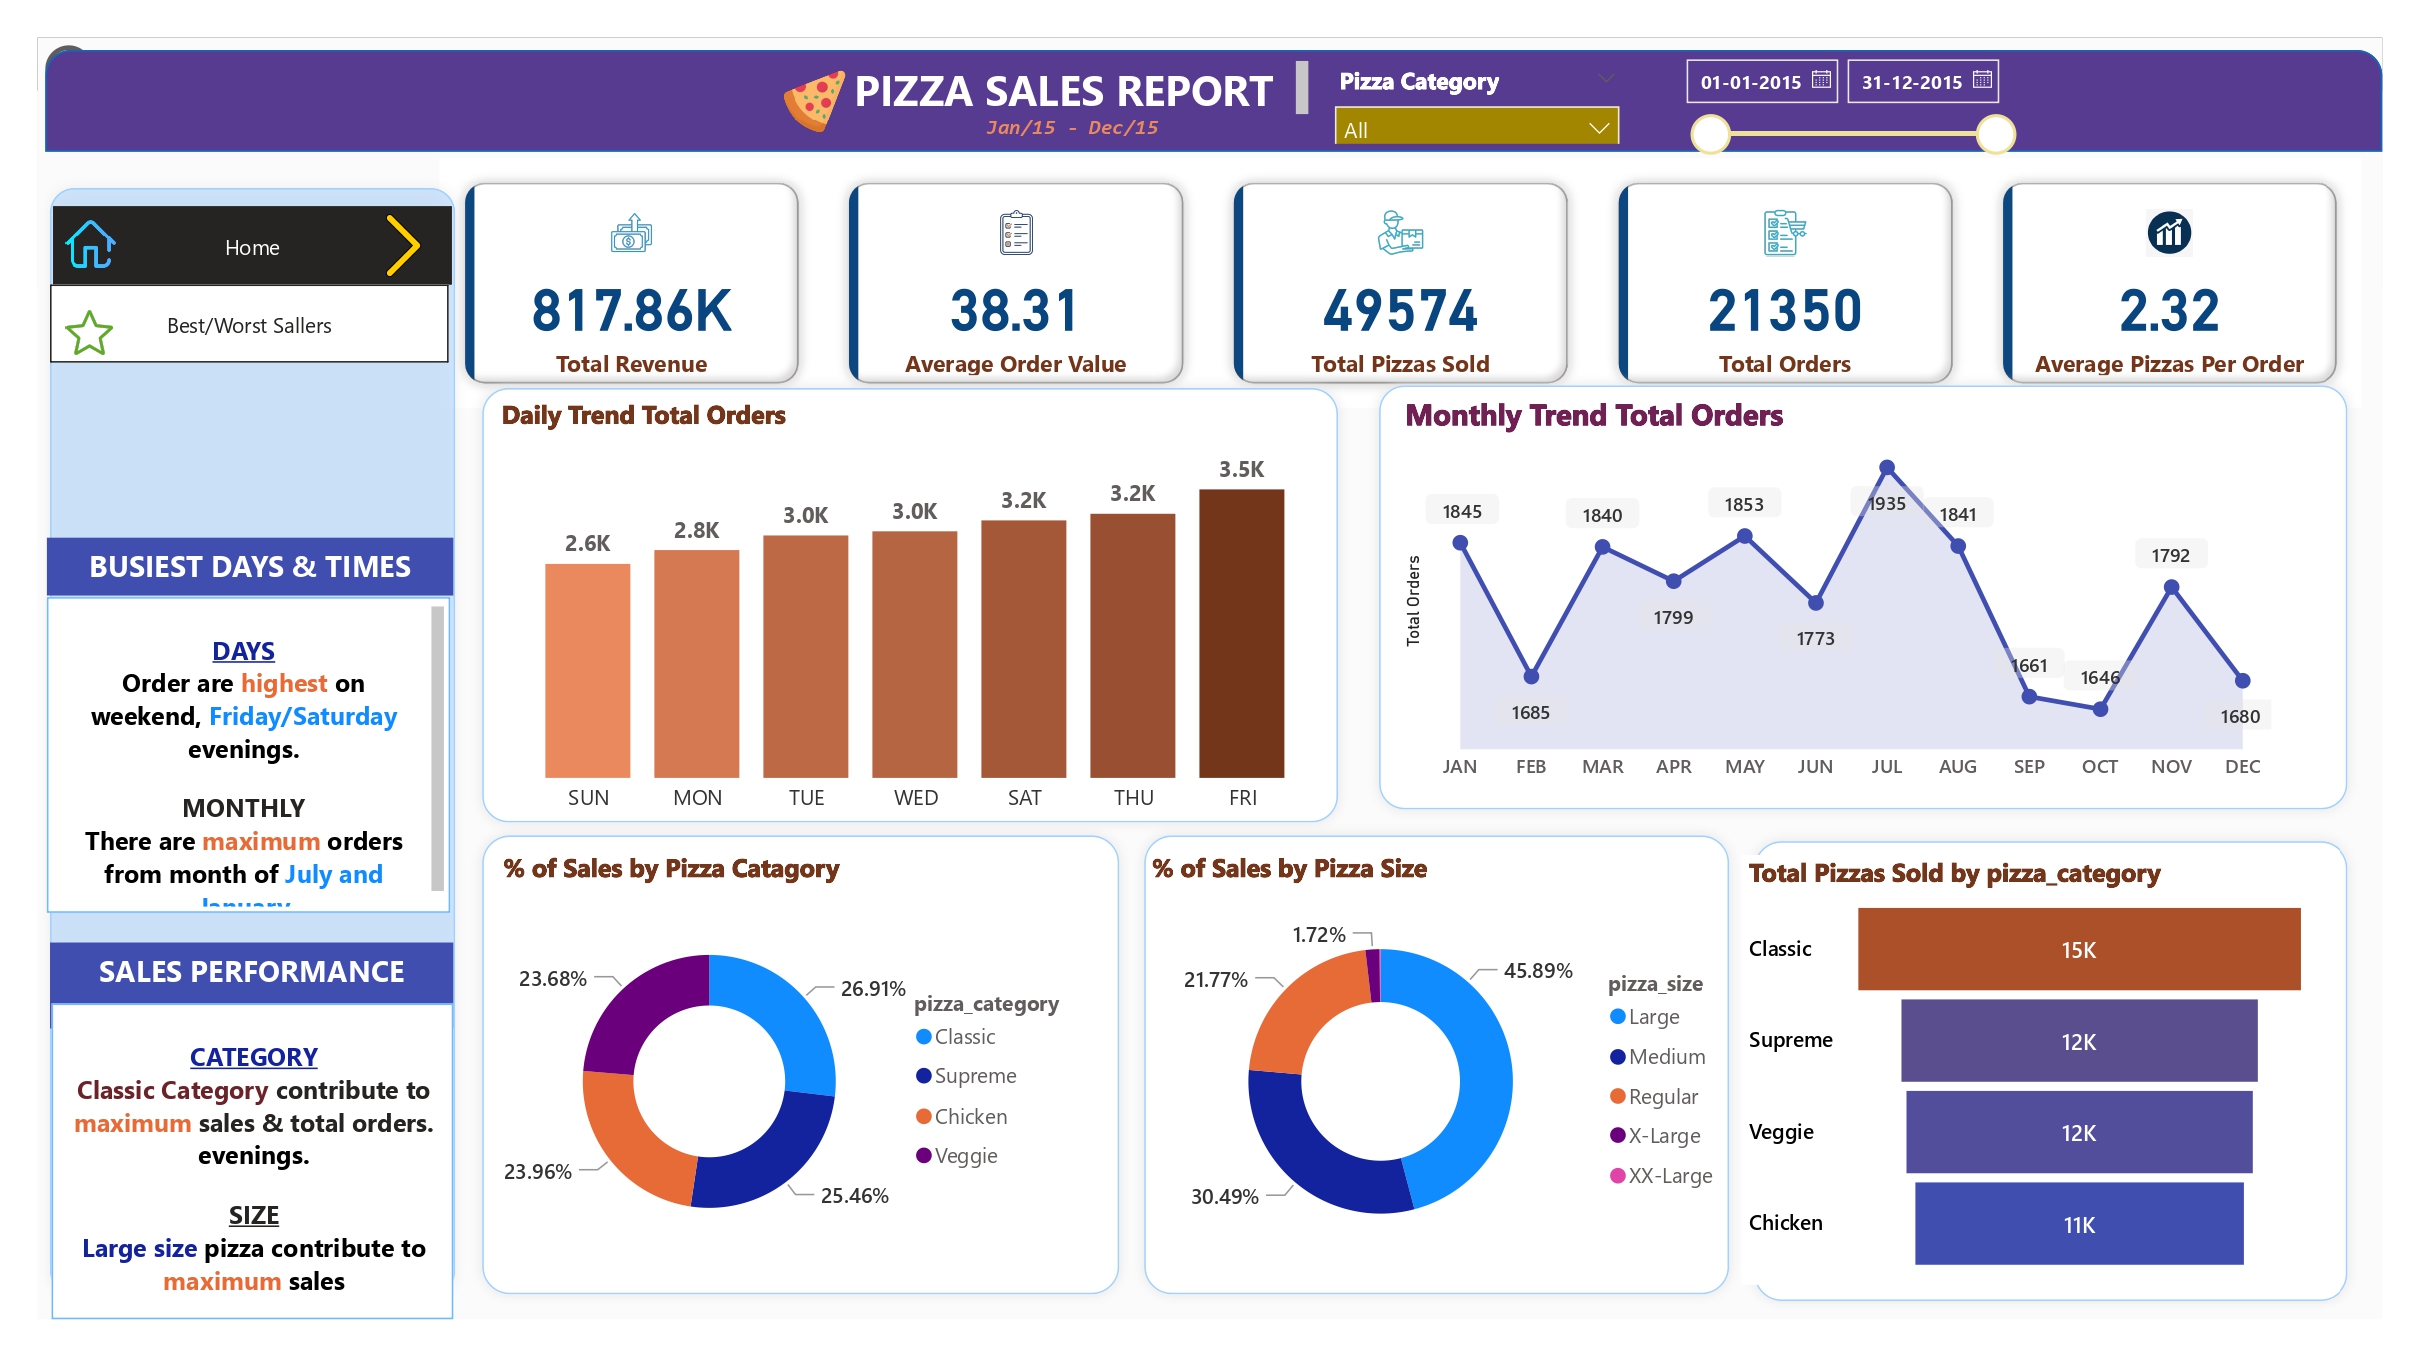 PIZZA SALES REPORT
Jan/15 - Dec/15
Pizza Category
All
01-01-2015
31-12-2015
Home
Best/Worst Sallers
817.86K
Total Revenue
38.31
Average Order Value
49574
Total Pizzas Sold
21350
Total Orders
2.32
Average Pizzas Per Order
BUSIEST DAYS & TIMES
DAYS
Order are highest on
weekend, Friday/Saturday
evenings.
MONTHLY
There are maximum orders
from month of July and
January
SALES PERFORMANCE
CATEGORY
Classic Category contribute to
maximum sales & total orders.
evenings.
SIZE
Large size pizza contribute to
maximum sales
Daily Trend Total Orders
2.6K
2.8K
3.0K
3.0K
3.2K
3.2K
3.5K
SUN MON TUE WED SAT THU FRI
Monthly Trend Total Orders
Total Orders
1845
1685
1840
1799
1853
1773
1935
1841
1661
1646
1792
1680
JAN FEB MAR APR MAY JUN JUL AUG SEP OCT NOV DEC
% of Sales by Pizza Catagory
23.68%
26.91%
23.96%
25.46%
pizza_category
Classic
Supreme
Chicken
Veggie
% of Sales by Pizza Size
1.72%
21.77%
45.89%
30.49%
pizza_size
Large
Medium
Regular
X-Large
XX-Large
Total Pizzas Sold by pizza_category
Classic 15K
Supreme 12K
Veggie 12K
Chicken 11K